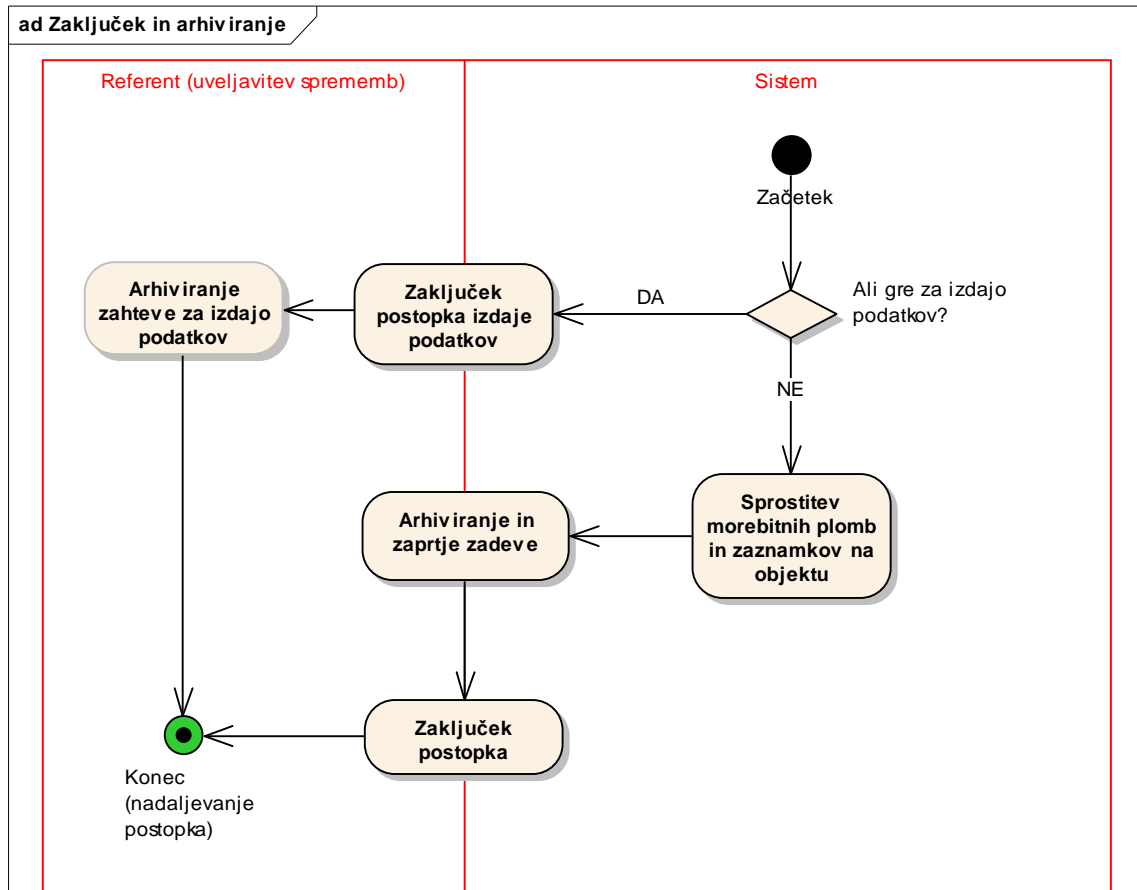 ad Zaključek in arhiviranje
Referent (uveljavitev sprememb)
Sistem
Začetek
Ali gre za izdajo
podatkov?
DA
Zaključek
postopka izdaje
podatkov
Arhiviranje
zahteve za izdajo
podatkov
NE
Sprostitev
morebitnih plomb
in zaznamkov na
objektu
Arhiviranje in
zaprtje zadeve
Zaključek
postopka
Konec
(nadaljevanje
postopka)